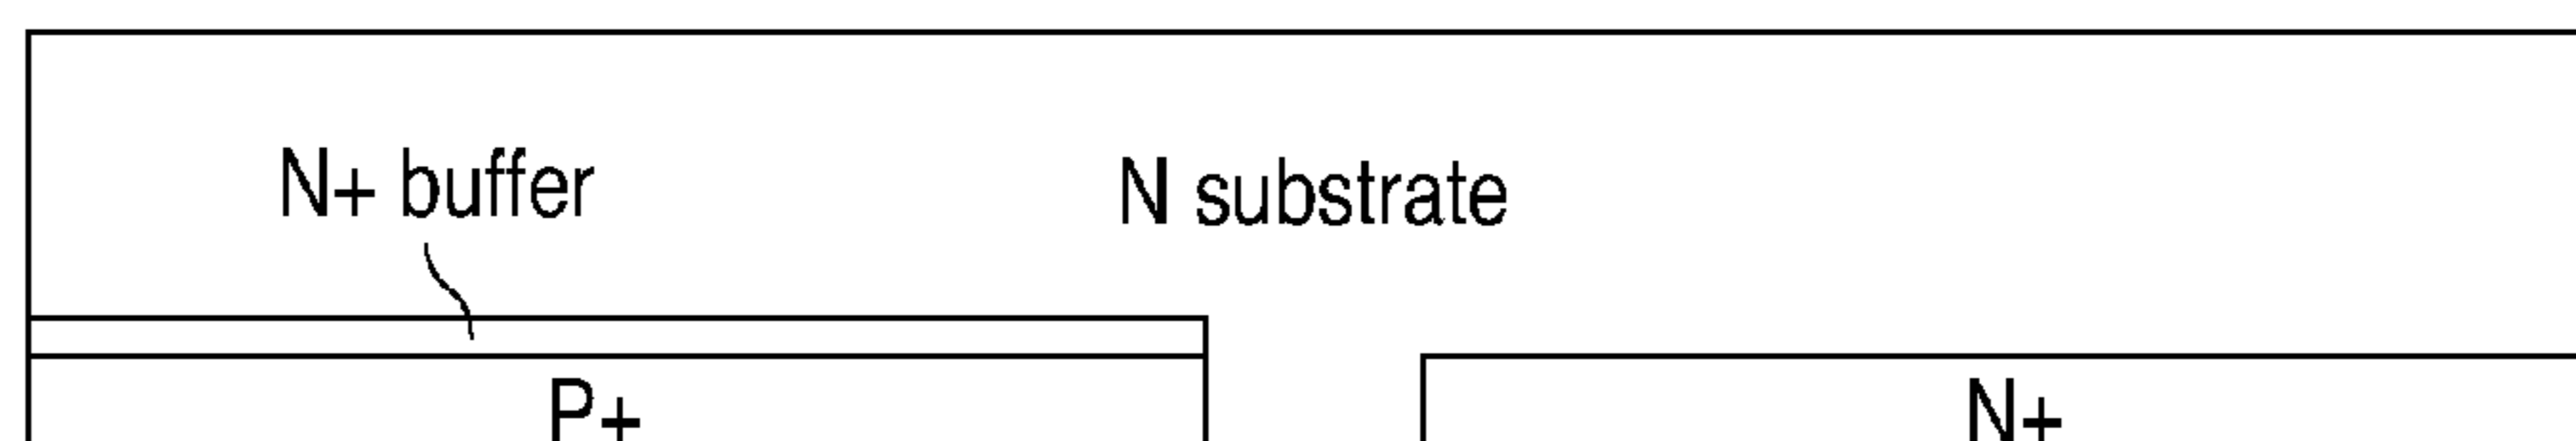 N+ buffer
N substrate
P+
N+